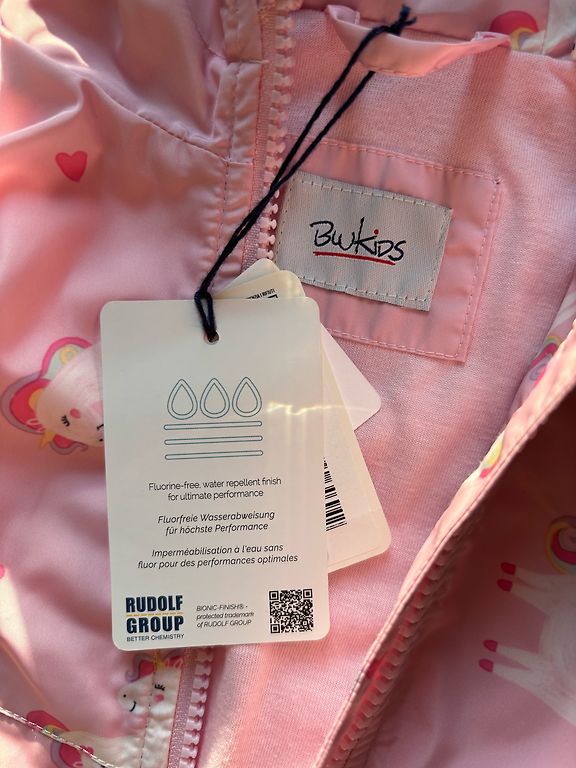 BLUKiDS
Fluorine-free, water repellent finish
for ultimate performance
Fluorfreie Wasserabweisung
für höchste Performance
Imperméabilisation à l'eau sans
fluor pour des performances optimales
RUDOLF
GROUP
BETTER CHEMISTRY
BIONIC-FINISH® -
protected trademark
of RUDOLF GROUP